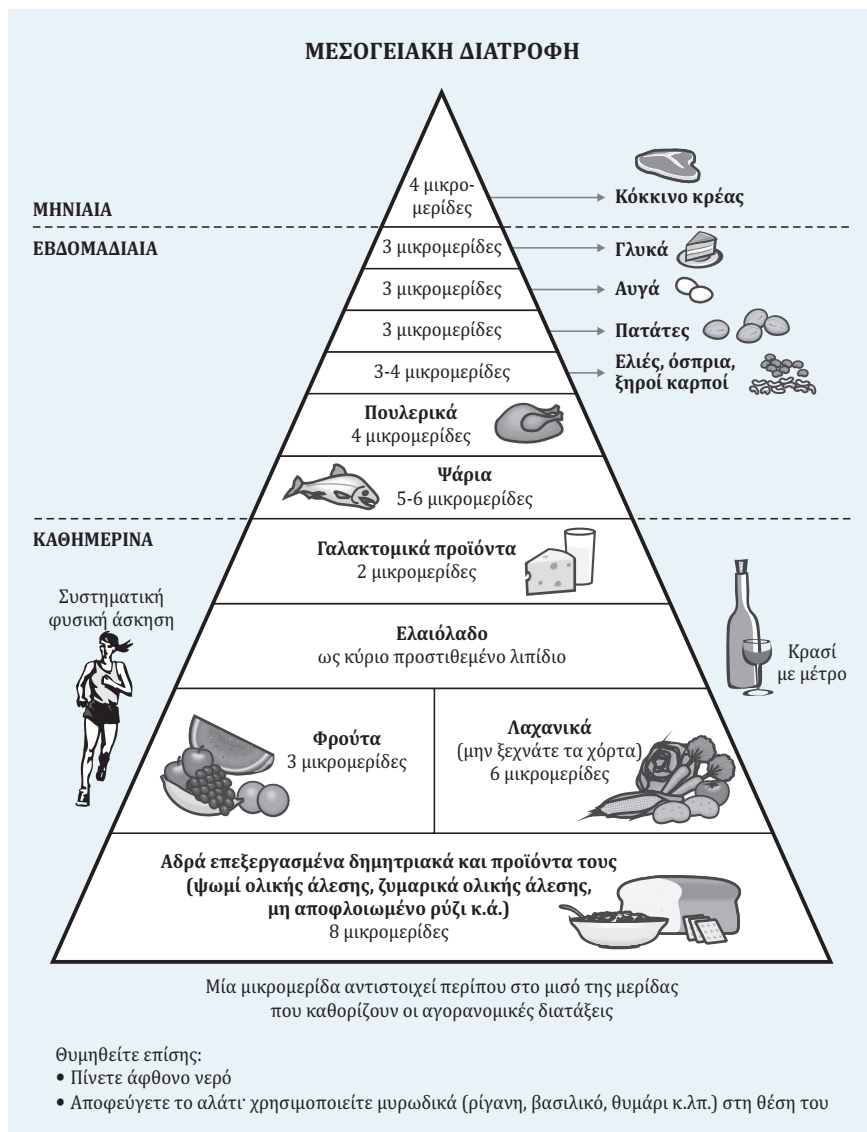 ΜΕΣΟΓΕΙΑΚΗ ΔΙΑΤΡΟΦΗ
4 μικρο-
μερίδες
Κόκκινο κρέας
ΜΗΝΙΑΙΑ
ΕΒΔΟΜΑΔΙΑΙΑ
3 μικρομερίδες
Γλυκά
3 μικρομερίδες
Αυγά
3 μικρομερίδες
Πατάτες
3-4 μικρομερίδες
Ελιές, όσπρια,
ξηροί καρποί
Πουλερικά
4 μικρομερίδες
Ψάρια
5-6 μικρομερίδες
ΚΑΘΗΜΕΡΙΝΑ
Γαλακτομικά προϊόντα
2 μικρομερίδες
Συστηματική
φυσική άσκηση
Ελαιόλαδο
ως κύριο προστιθεμένο λιπίδιο
Κρασί
με μέτρο
Φρούτα
3 μικρομερίδες
Λαχανικά
(μην ξεχνάτε τα χόρτα)
6 μικρομερίδες
Αδρά επεξεργασμένα δημητριακά και προϊόντα τους
(ψωμί ολικής άλεσης, ζυμαρικά ολικής άλεσης,
μη αποφλοιωμένο ρύζι κ.ά.)
8 μικρομερίδες
Μία μικρομερίδα αντιστοιχεί περίπου στο μισό της μερίδας
που καθορίζουν οι αγορανομικές διατάξεις
Θυμηθείτε επίσης:
• Πίνετε άφθονο νερό
• Αποφεύγετε το αλάτι· χρησιμοποιείτε μυρωδικά (ρίγανη, βασιλικό, θυμάρι κ.λπ.) στη θέση του